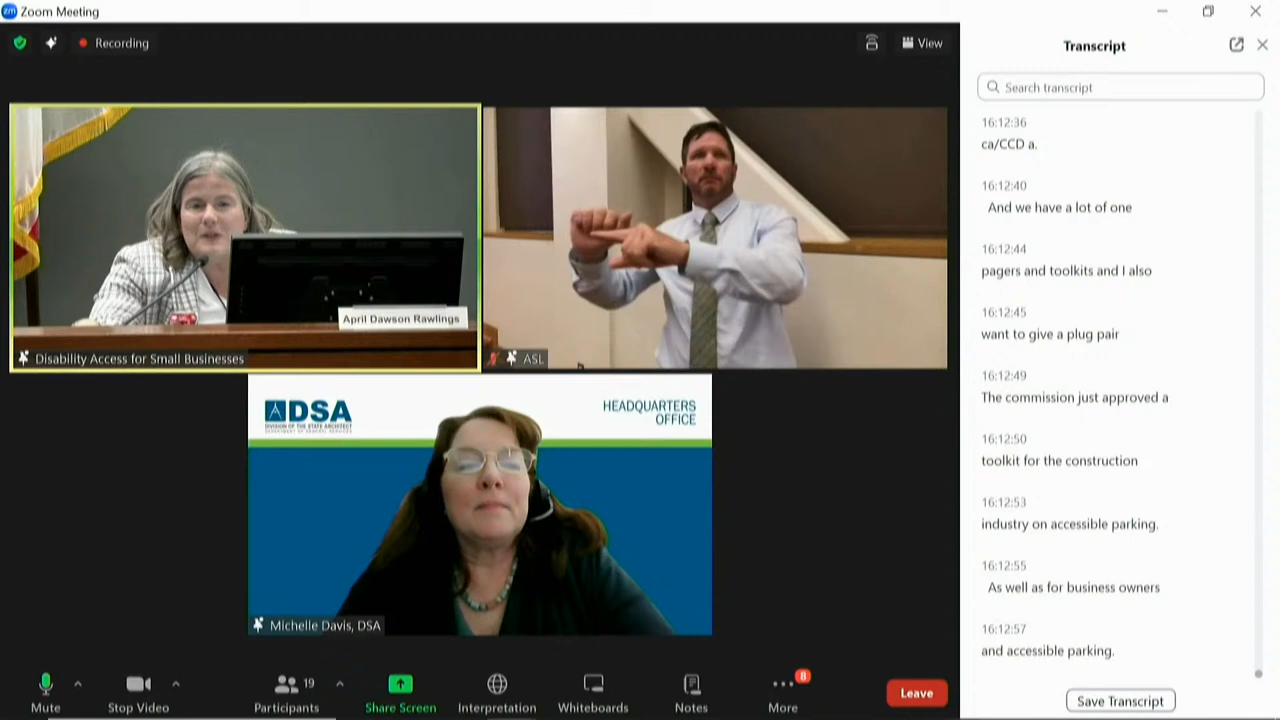 zm Zoom Meeting
Recording
View
April Dawson Rawlings
Disability Access for Small Businesses
ASL
DSA
DIVISION OF THE STATE ARCHITECT
HEADQUARTERS
OFFICE
Michelle Davis, DSA
Mute
Stop Video
19
Participants
Share Screen
Interpretation
Whiteboards
Notes
8
More
Leave
Transcript
Search transcript
16:12:36
ca/CCD a.
16:12:40
And we have a lot of one
16:12:44
pagers and toolkits and I also
16:12:45
want to give a plug pair
16:12:49
The commission just approved a
16:12:50
toolkit for the construction
16:12:53
industry on accessible parking.
16:12:55
As well as for business owners
16:12:57
and accessible parking.
Save Transcript